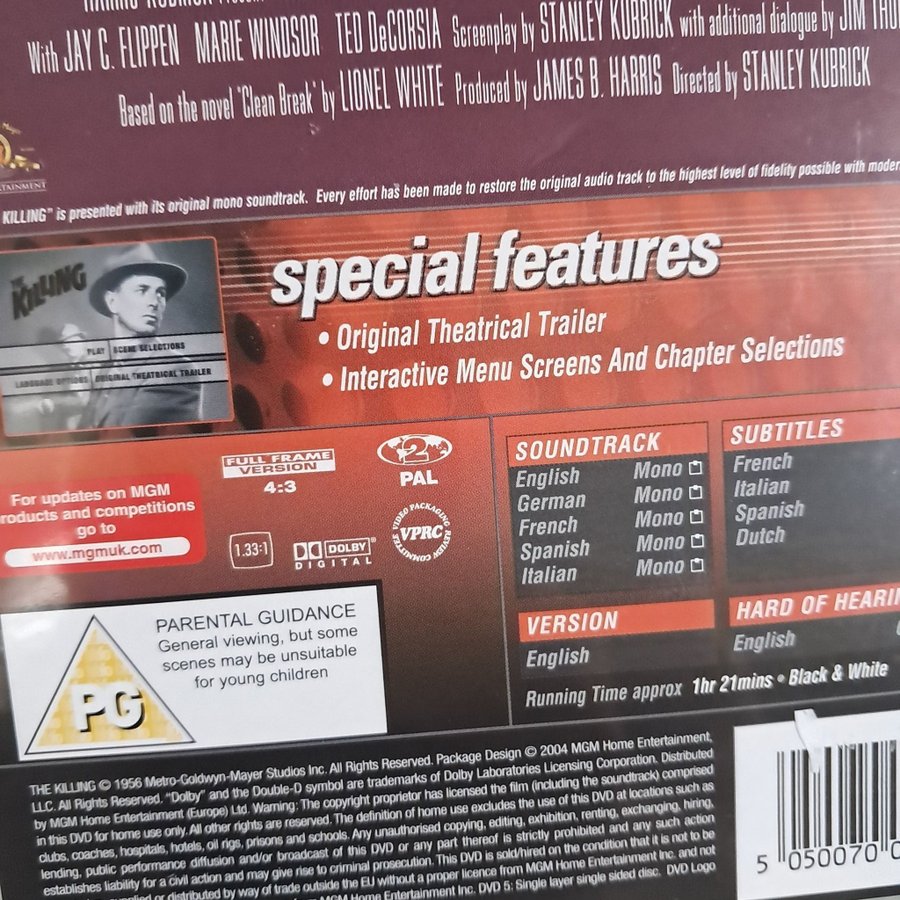 With JAY C. FLIPPEN MARIE WINDSOR TED DeCORSIA Screenplay by STANLEY KUBRICK with additional dialogue by JIM
Based on the novel 'Clean Break' by LIONEL WHITE Produced by JAMES B. HARRIS Directed by STANLEY KUBRICK
KILLING" is presented with its original mono soundtrack. Every effort has been made to restore the original audio track to the highest level of fidelity possible with
THE
KILLING
PLAY SCENE SELECTIONS
LANGUAGE OPTIONS ORIGINAL THEATRICAL TRAILER
special features
• Original Theatrical Trailer
• Interactive Menu Screens And Chapter Selections
For updates on MGM
products and competitions
go to
www.mgmuk.com
FULL FRAME
VERSION
4:3
2
PAL
1.33:1
DOLBY
DIGITAL
VIDEO PACKAGING REVIEW COMMITTEE
VPRC
SOUNDTRACK
English Mono
German Mono
French Mono
Spanish Mono
Italian Mono
SUBTITLES
French
Italian
Spanish
Dutch
VERSION
English
HARD OF
English
Running Time approx 1hr 21mins • Black & White
PG
PARENTAL GUIDANCE
General viewing, but some
scenes may be unsuitable
for young children
THE KILLING © 1956 Metro-Goldwyn-Mayer Studios Inc. All Rights Reserved. Package Design © 2004 MGM Home Entertainment,
LLC. All Rights Reserved. "Dolby" and the Double-D symbol are trademarks of Dolby Laboratories Licensing Corporation. Distributed
by MGM Home Entertainment (Europe) Ltd. Warning: The copyright proprietor has licensed the film (including the soundtrack) comprised
in this DVD for home use only. All other rights are reserved. The definition of home use excludes the use of this DVD at locations such as
clubs, coaches, hospitals, hotels, oil rigs, prisons and schools. Any unauthorised copying, editing, exhibition, renting, exchanging, hiring,
lending, public performance diffusion and/or broadcast of this DVD or any part thereof is strictly prohibited and any such action
establishes liability for a civil action and may give rise to criminal prosecution. This DVD is sold/hired on the condition that it is not to be
supplied or distributed by way of trade outside the EU without a proper licence from MGM Home Entertainment Inc. and not
MGM Home Entertainment Inc. DVD 5: Single layer single sided disc. DVD Logo
5 050070 0